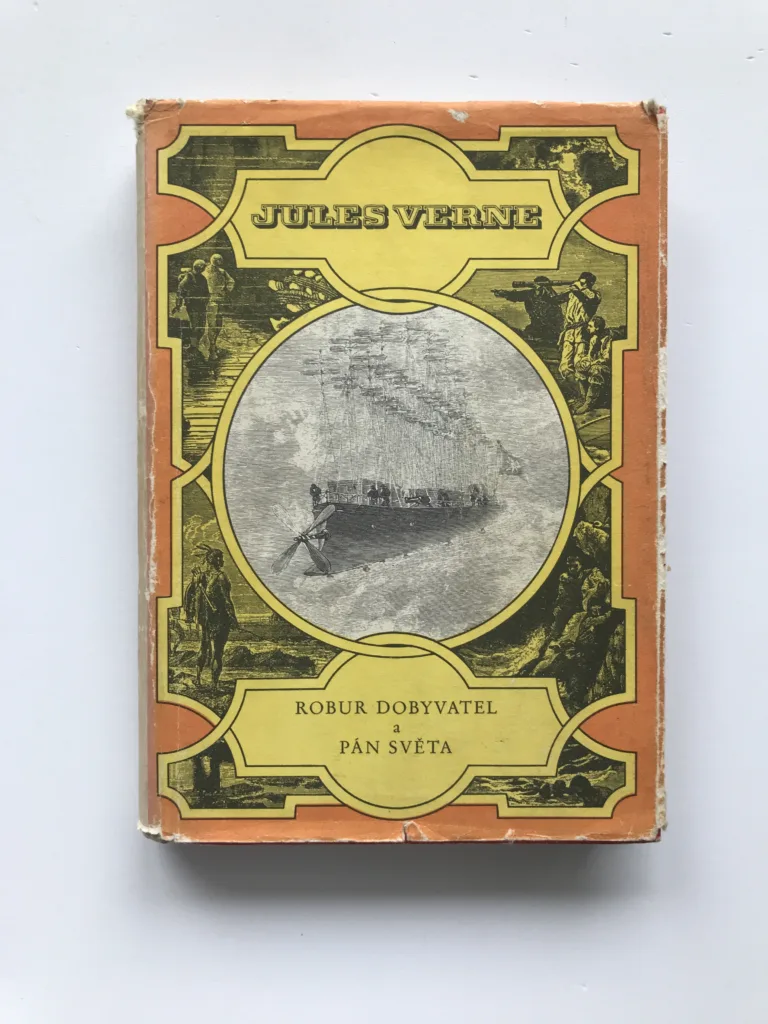 JULES VERNE
ROBUR DOBYVATEL
a
PÁN SVĚTA